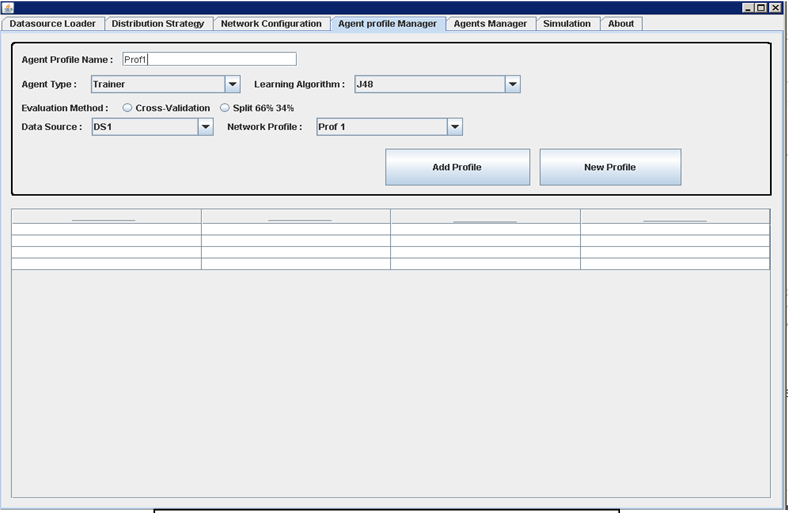 Datasource Loader Distribution Strategy Network Configuration Agent profile Manager Agents Manager Simulation About
Agent Profile Name : Prof1
Agent Type : Trainer Learning Algorithm : J48
Evaluation Method : Cross-Validation Split 66% 34%
Data Source : DS1 Network Profile : Prof 1
Add Profile New Profile